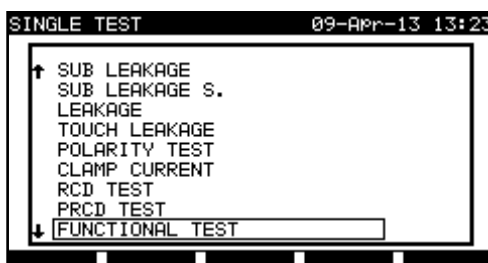 SINGLE TEST 09-Apr-13 13:23
↑ SUB LEAKAGE
SUB LEAKAGE S.
LEAKAGE
TOUCH LEAKAGE
POLARITY TEST
CLAMP CURRENT
RCD TEST
PRCD TEST
↓ FUNCTIONAL TEST